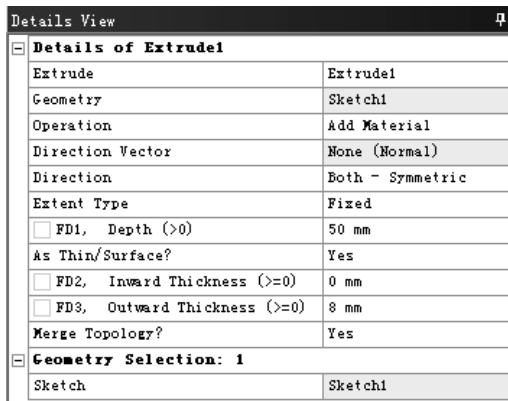 Details View
Details of Extrude1
Extrude Extrude1
Geometry Sketch1
Operation Add Material
Direction Vector None (Normal)
Direction Both - Symmetric
Extent Type Fixed
FD1, Depth (>0) 50 mm
As Thin/Surface? Yes
FD2, Inward Thickness (>=0) 0 mm
FD3, Outward Thickness (>=0) 8 mm
Merge Topology? Yes
Geometry Selection: 1
Sketch Sketch1